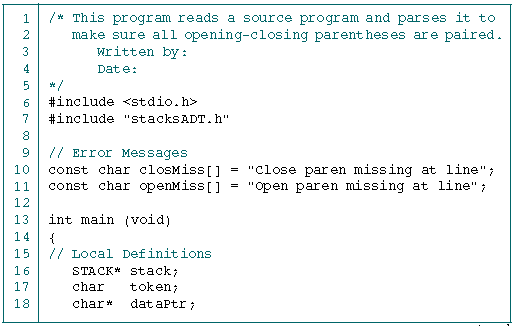 1 /* This program reads a source program and parses it to
2 make sure all opening-closing parentheses are paired.
3 Written by:
4 Date:
5 */
6 #include <stdio.h>
7 #include "stacksADT.h"
8
9 // Error Messages
10 const char closMiss[] = "Close paren missing at line";
11 const char openMiss[] = "Open paren missing at line";
12
13 int main (void)
14 {
15 // Local Definitions
16 STACK* stack;
17 char token;
18 char* dataPtr;